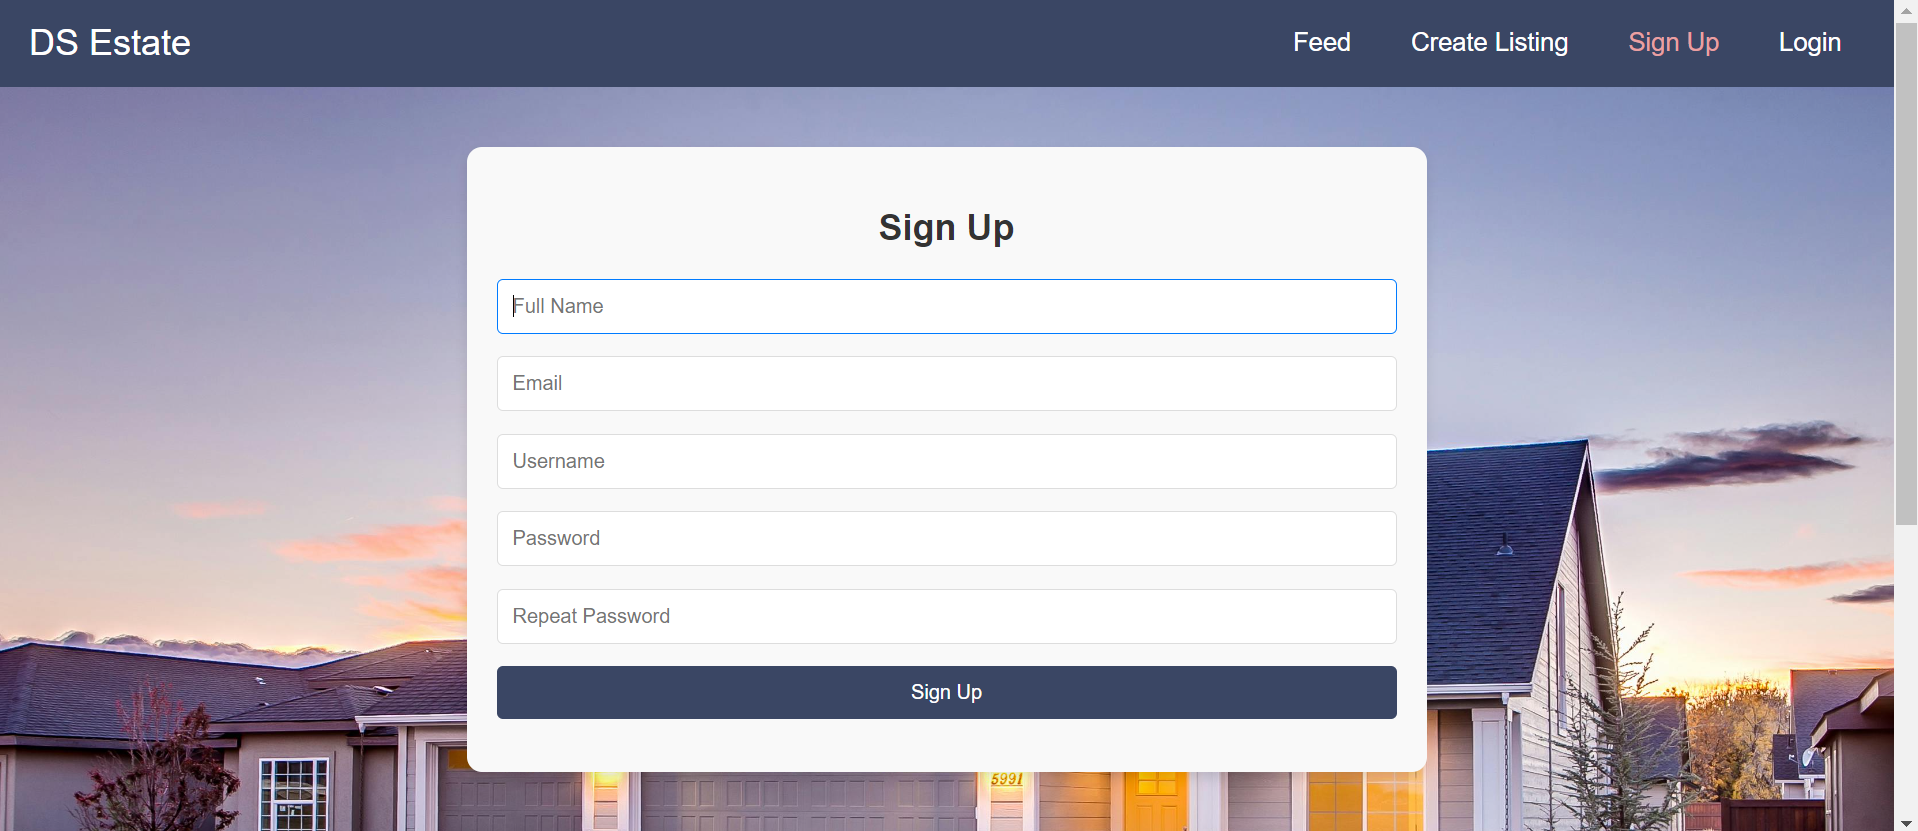 DS Estate
Feed
Create Listing
Sign Up
Login
Sign Up
Full Name
Email
Username
Password
Repeat Password
Sign Up
5991